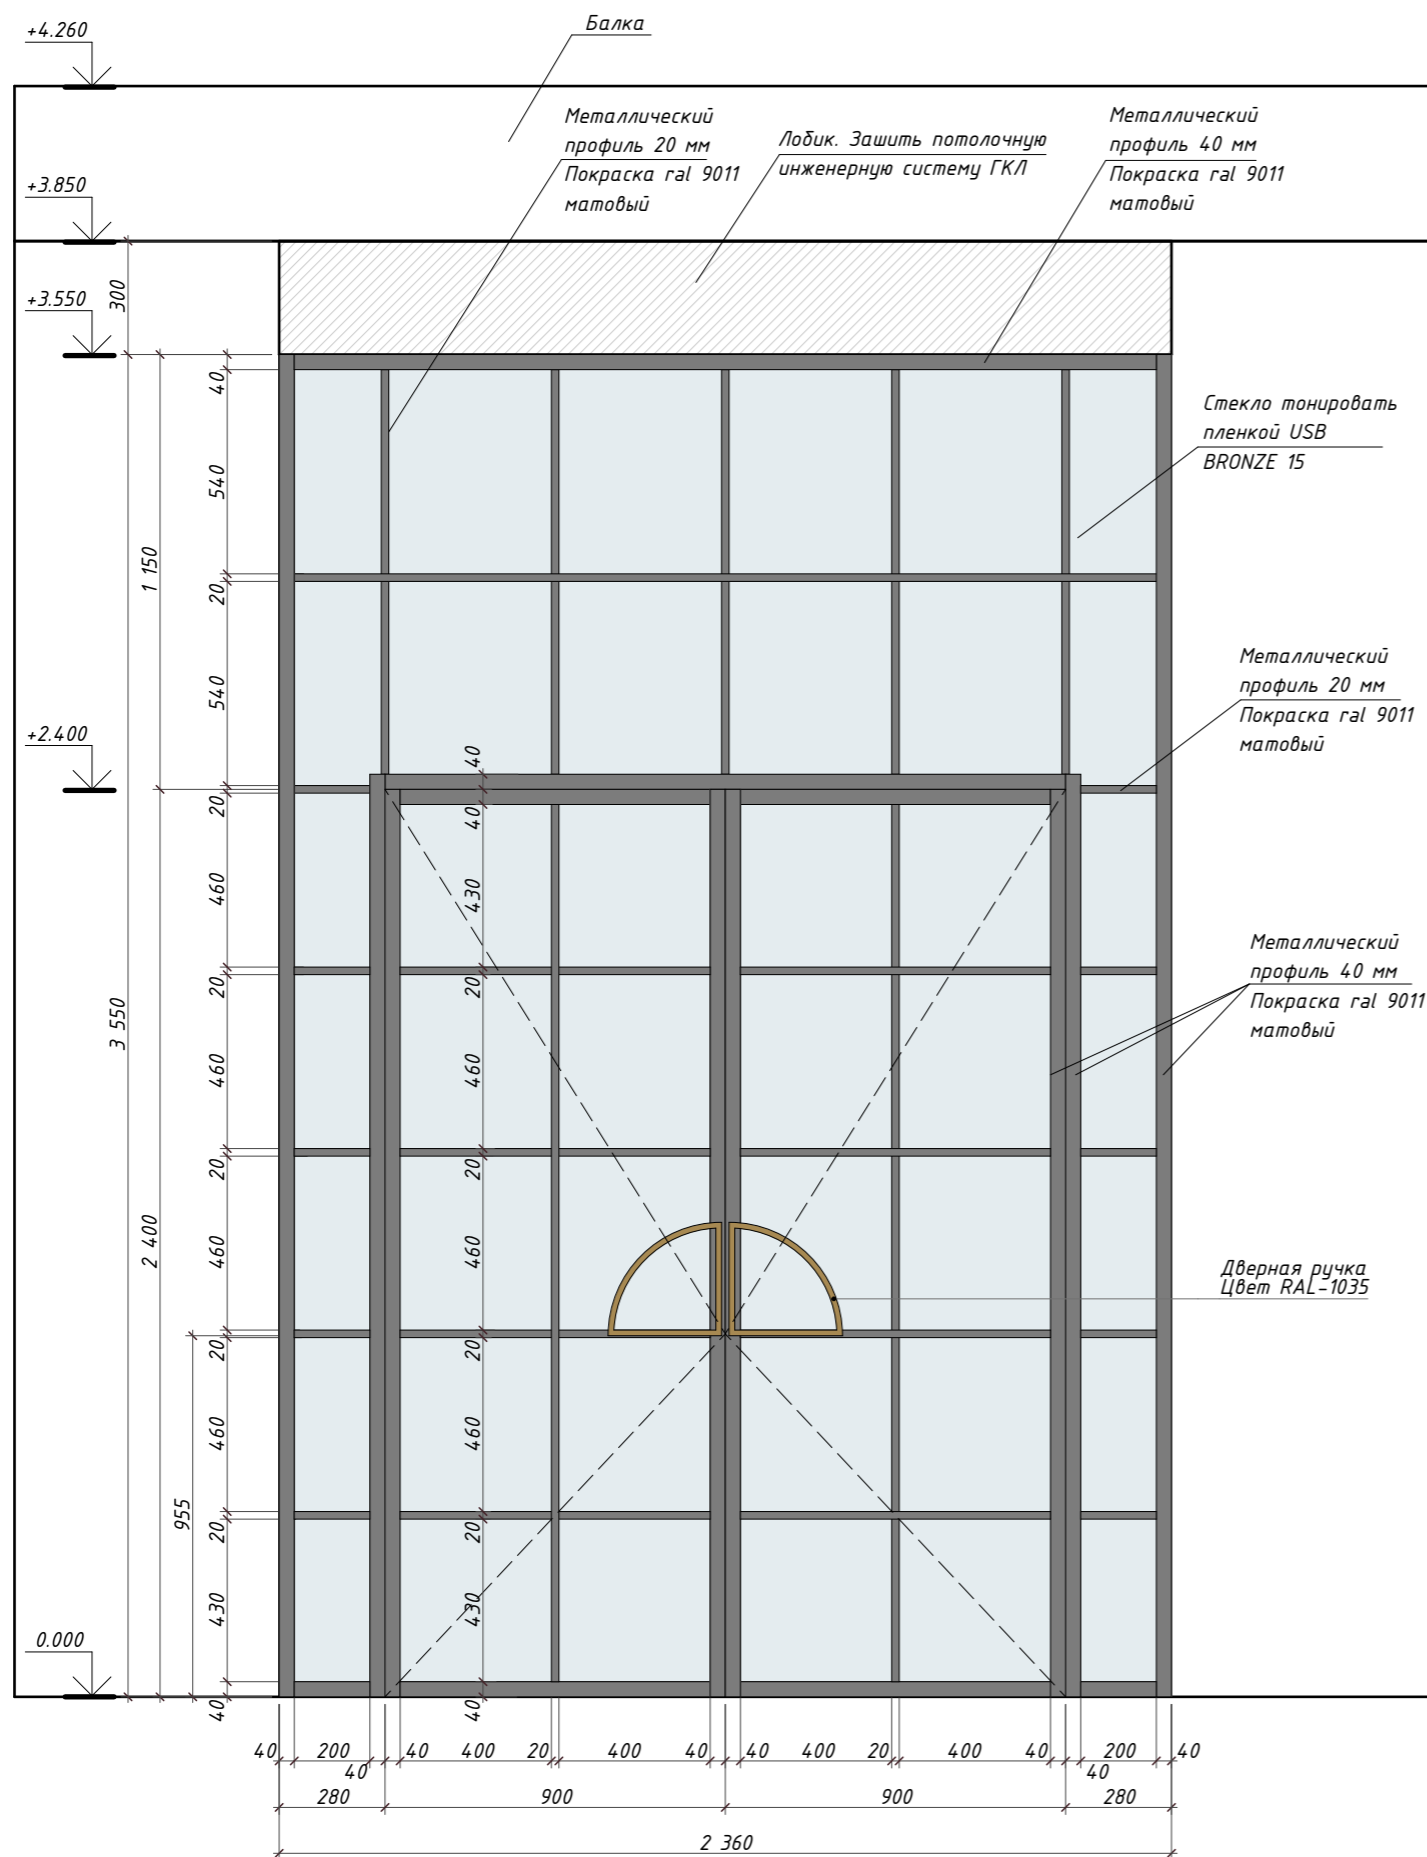 +4.260
Балка
Металлический
профиль 20 мм
Покраска ral 9011
матовый
Лобик. Зашить потолочную
инженерную систему ГКЛ
Металлический
профиль 40 мм
Покраска ral 9011
матовый
+3.850
300
+3.550
40
Стекло тонировать
пленкой USB
BRONZE 15
540
1 150
20
540
Металлический
профиль 20 мм
Покраска ral 9011
матовый
+2.400
40
20
40
460
430
Металлический
профиль 40 мм
Покраска ral 9011
матовый
20
20
3 550
460
460
20
20
2 400
460
460
Дверная ручка
Цвет RAL-1035
20
20
460
460
955
20
20
430
430
0.000
40
40
40 200 40 40 400 20 400 40 40 400 20 400 40 40 200 40
280 900 900 280
2 360